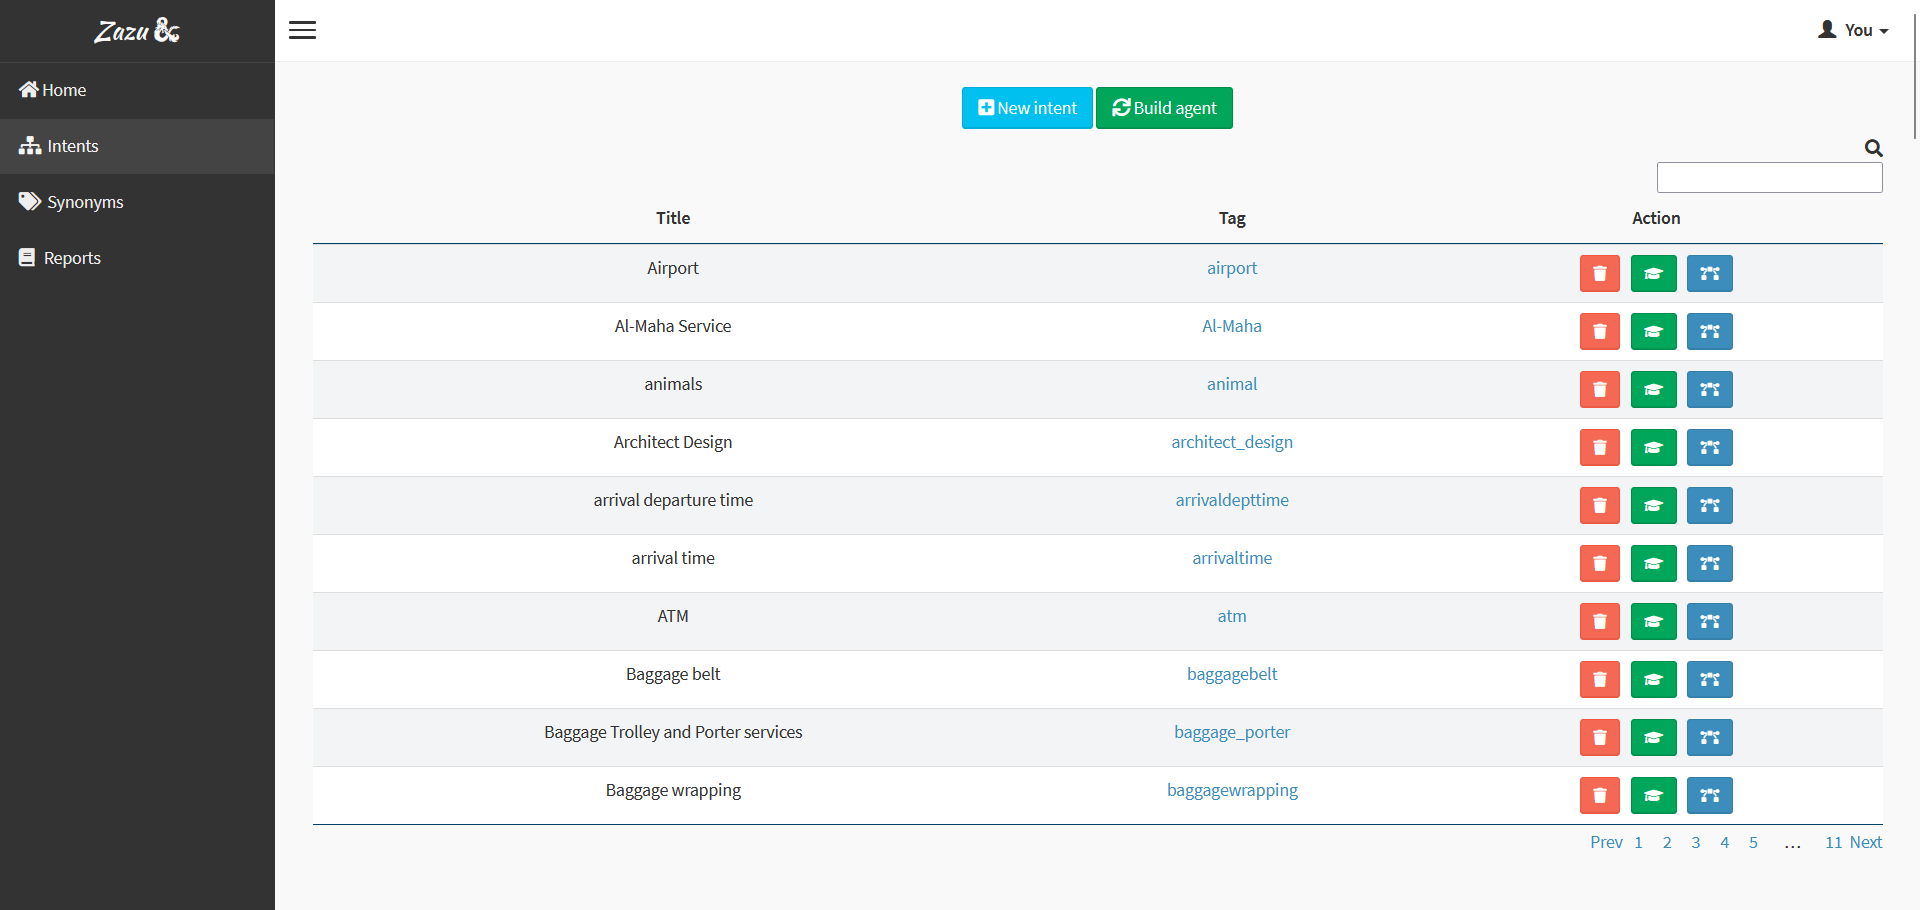 Zazu &
You
Home
Intents
Synonyms
Reports
New intent Build agent
Title Tag Action
Airport airport
Al-Maha Service Al-Maha
animals animal
Architect Design architect_design
arrival departure time arrivaldepttime
arrival time arrivaltime
ATM atm
Baggage belt baggagebelt
Baggage Trolley and Porter services baggage_porter
Baggage wrapping baggagewrapping
Prev 1 2 3 4 5 … 11 Next